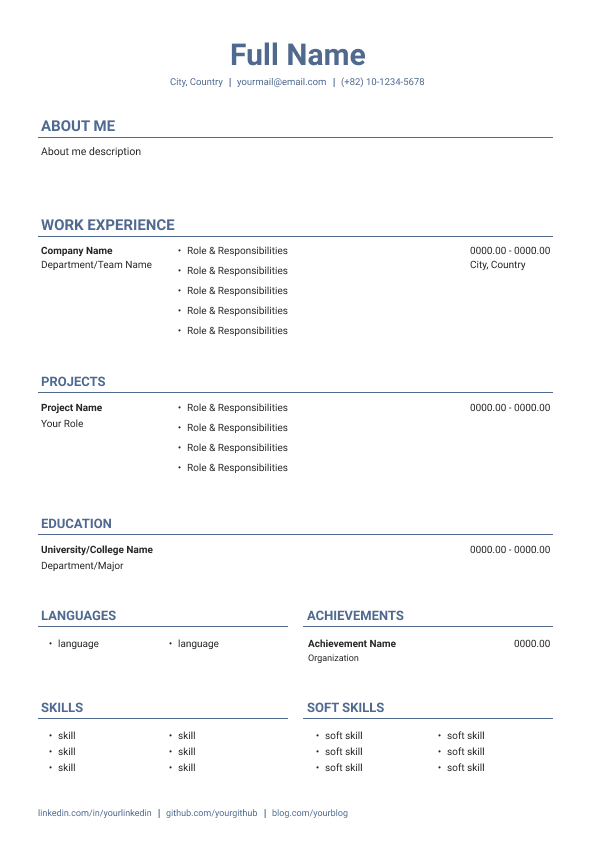 Full Name
City, Country | yourmail@email.com | (+82) 10-1234-5678
ABOUT ME
About me description
WORK EXPERIENCE
Company Name
Department/Team Name
• Role & Responsibilities
• Role & Responsibilities
• Role & Responsibilities
• Role & Responsibilities
• Role & Responsibilities
0000.00 - 0000.00
City, Country
PROJECTS
Project Name
Your Role
• Role & Responsibilities
• Role & Responsibilities
• Role & Responsibilities
• Role & Responsibilities
0000.00 - 0000.00
EDUCATION
University/College Name
Department/Major
0000.00 - 0000.00
LANGUAGES
• language • language
ACHIEVEMENTS
Achievement Name 0000.00
Organization
SKILLS
• skill • skill
• skill • skill
• skill • skill
SOFT SKILLS
• soft skill • soft skill
• soft skill • soft skill
• soft skill • soft skill
linkedin.com/in/yourlinkedin | github.com/yourgithub | blog.com/yourblog